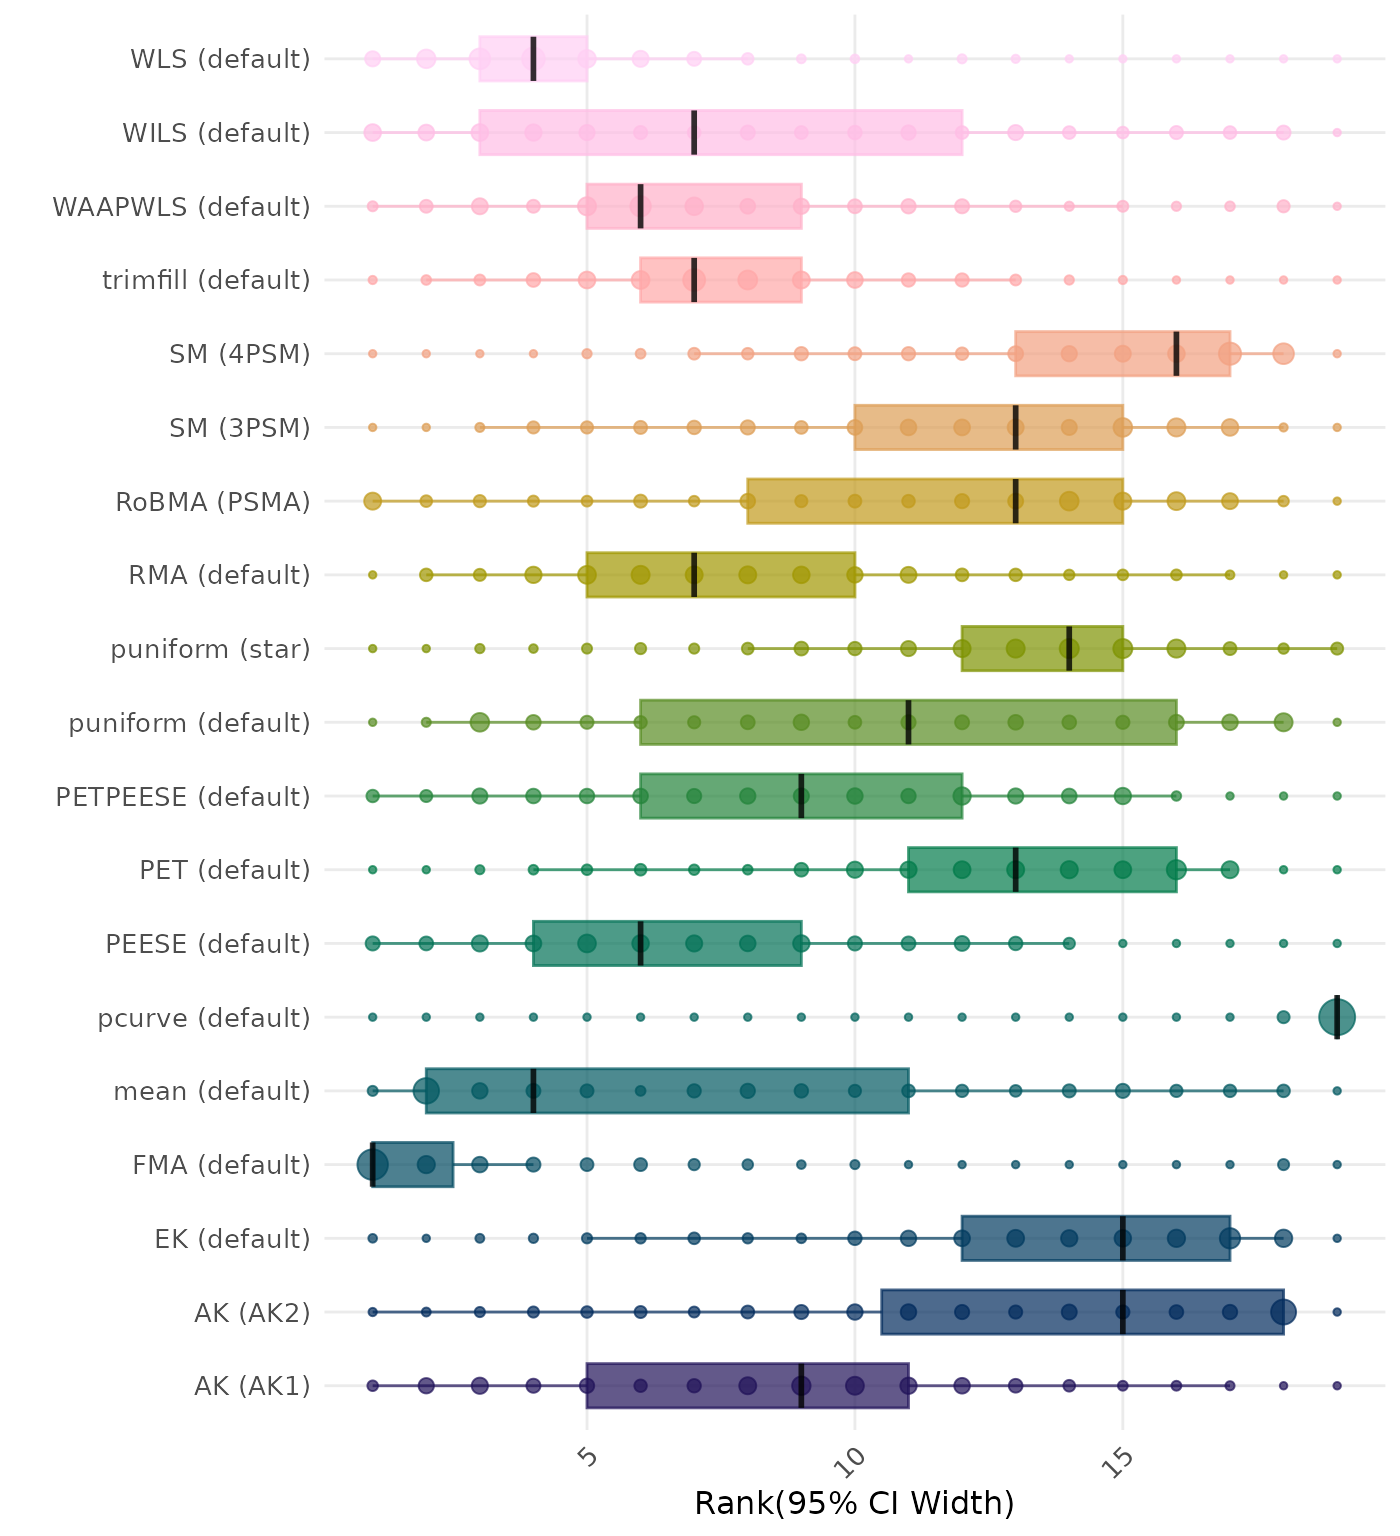 WLS (default)
WILS (default)
WAAPWLS (default)
trimfill (default)
SM (4PSM)
SM (3PSM)
RoBMA (PSMA)
RMA (default)
puniform (star)
puniform (default)
PETPEESE (default)
PET (default)
PEESE (default)
pcurve (default)
mean (default)
FMA (default)
EK (default)
AK (AK2)
AK (AK1)
5 10 15
Rank(95% CI Width)